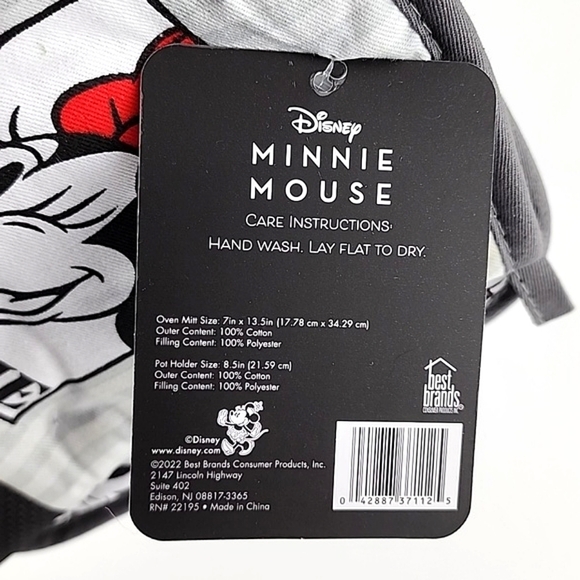 Disney
MINNIE
MOUSE
CARE INSTRUCTIONS:
HAND WASH. LAY FLAT TO DRY.
Oven Mitt Size: 7in x 13.5in (17.78 cm x 34.29 cm)
Outer Content: 100% Cotton
Filling Content: 100% Polyester
Pot Holder Size: 8.5in (21.59 cm)
Outer Content: 100% Cotton
Filling Content: 100% Polyester
best
brands
CONSUMER PRODUCTS INC.
©Disney
www.disney.com
©2022 Best Brands Consumer Products, Inc.
2147 Lincoln Highway
Suite 402
Edison, NJ 08817-3365
RN# 22195 • Made in China
0 42887 37112 5